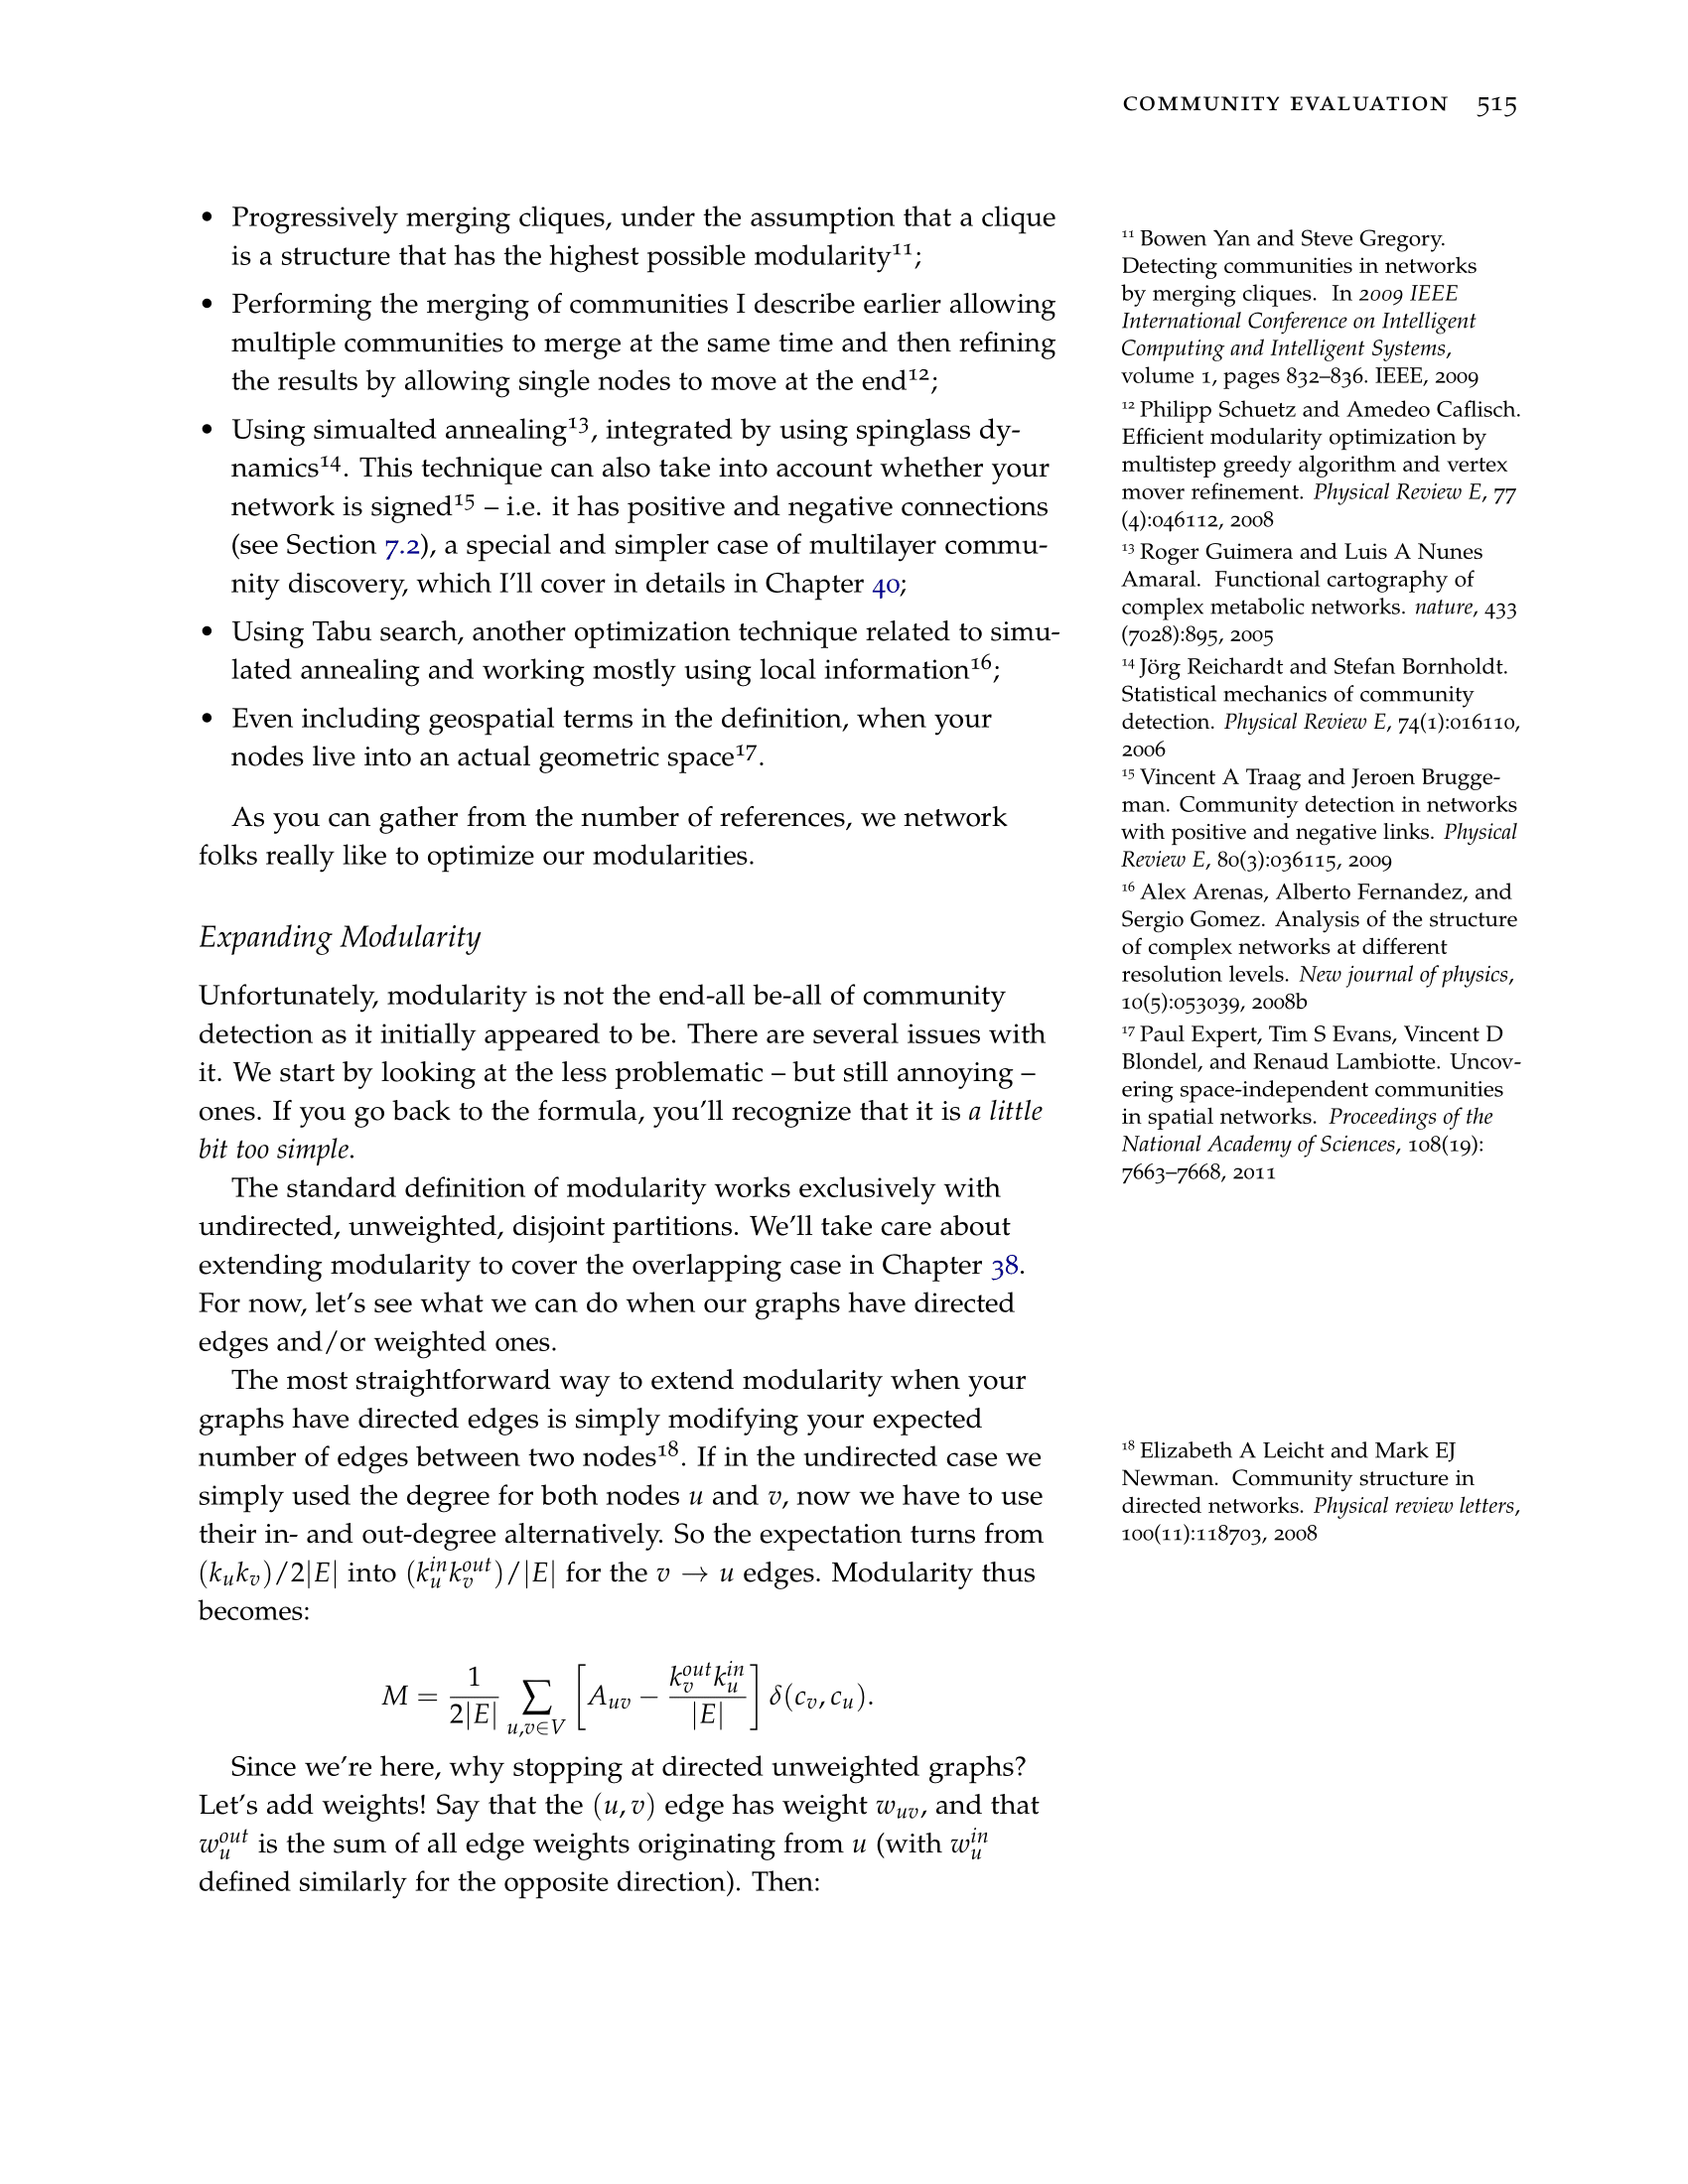 COMMUNITY EVALUATION 515
• Progressively merging cliques, under the assumption that a clique
is a structure that has the highest possible modularity¹¹;
• Performing the merging of communities I describe earlier allowing
multiple communities to merge at the same time and then refining
the results by allowing single nodes to move at the end¹²;
• Using simualted annealing¹³, integrated by using spinglass dy-
namics¹⁴. This technique can also take into account whether your
network is signed¹⁵ – i.e. it has positive and negative connections
(see Section 7.2), a special and simpler case of multilayer commu-
nity discovery, which I'll cover in details in Chapter 40;
• Using Tabu search, another optimization technique related to simu-
lated annealing and working mostly using local information¹⁶;
• Even including geospatial terms in the definition, when your
nodes live into an actual geometric space¹⁷.
As you can gather from the number of references, we network
folks really like to optimize our modularities.
Expanding Modularity
Unfortunately, modularity is not the end-all be-all of community
detection as it initially appeared to be. There are several issues with
it. We start by looking at the less problematic – but still annoying –
ones. If you go back to the formula, you'll recognize that it is a little
bit too simple.
The standard definition of modularity works exclusively with
undirected, unweighted, disjoint partitions. We'll take care about
extending modularity to cover the overlapping case in Chapter 38.
For now, let's see what we can do when our graphs have directed
edges and/or weighted ones.
The most straightforward way to extend modularity when your
graphs have directed edges is simply modifying your expected
number of edges between two nodes¹⁸. If in the undirected case we
simply used the degree for both nodes u and v, now we have to use
their in- and out-degree alternatively. So the expectation turns from
(k_u k_v)/2|E| into (k_u^{in} k_v^{out})/|E| for the v → u edges. Modularity thus
becomes:
M = \frac{1}{2|E|} \sum_{u,v∈V} [A_{uv} − \frac{k_v^{out} k_u^{in}}{|E|}] δ(c_v, c_u).
Since we're here, why stopping at directed unweighted graphs?
Let's add weights! Say that the (u, v) edge has weight w_{uv}, and that
w_u^{out} is the sum of all edge weights originating from u (with w_u^{in}
defined similarly for the opposite direction). Then:
¹¹ Bowen Yan and Steve Gregory.
Detecting communities in networks
by merging cliques. In 2009 IEEE
International Conference on Intelligent
Computing and Intelligent Systems,
volume 1, pages 832–836. IEEE, 2009
¹² Philipp Schuetz and Amedeo Caflisch.
Efficient modularity optimization by
multistep greedy algorithm and vertex
mover refinement. Physical Review E, 77
(4):046112, 2008
¹³ Roger Guimera and Luis A Nunes
Amaral. Functional cartography of
complex metabolic networks. nature, 433
(7028):895, 2005
¹⁴ Jörg Reichardt and Stefan Bornholdt.
Statistical mechanics of community
detection. Physical Review E, 74(1):016110,
2006
¹⁵ Vincent A Traag and Jeroen Brugge-
man. Community detection in networks
with positive and negative links. Physical
Review E, 80(3):036115, 2009
¹⁶ Alex Arenas, Alberto Fernandez, and
Sergio Gomez. Analysis of the structure
of complex networks at different
resolution levels. New journal of physics,
10(5):053039, 2008b
¹⁷ Paul Expert, Tim S Evans, Vincent D
Blondel, and Renaud Lambiotte. Uncov-
ering space-independent communities
in spatial networks. Proceedings of the
National Academy of Sciences, 108(19):
7663–7668, 2011
¹⁸ Elizabeth A Leicht and Mark EJ
Newman. Community structure in
directed networks. Physical review letters,
100(11):118703, 2008